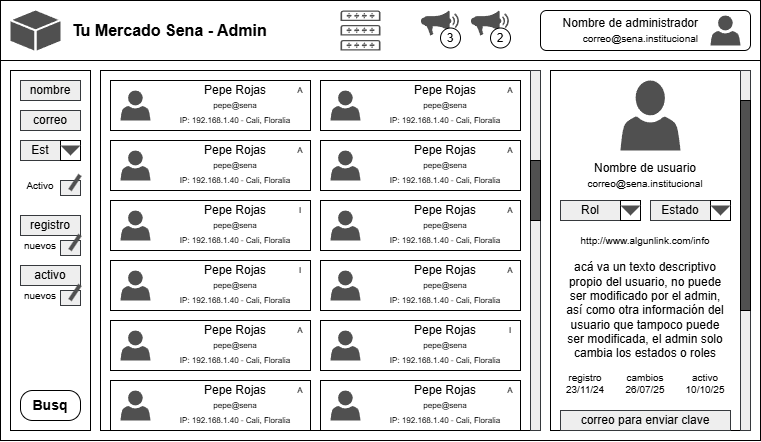 Tu Mercado Sena - Admin
3
2
Nombre de administrador
correo@sena.institucional
nombre
correo
Est
Activo
registro
nuevos
activo
nuevos
Busq
Pepe Rojas
A
pepe@sena
IP: 192.168.1.40 - Cali, Floralia
Pepe Rojas
A
pepe@sena
IP: 192.168.1.40 - Cali, Floralia
Pepe Rojas
A
pepe@sena
IP: 192.168.1.40 - Cali, Floralia
Pepe Rojas
A
pepe@sena
IP: 192.168.1.40 - Cali, Floralia
Pepe Rojas
I
pepe@sena
IP: 192.168.1.40 - Cali, Floralia
Pepe Rojas
A
pepe@sena
IP: 192.168.1.40 - Cali, Floralia
Pepe Rojas
I
pepe@sena
IP: 192.168.1.40 - Cali, Floralia
Pepe Rojas
A
pepe@sena
IP: 192.168.1.40 - Cali, Floralia
Pepe Rojas
A
pepe@sena
IP: 192.168.1.40 - Cali, Floralia
Pepe Rojas
I
pepe@sena
IP: 192.168.1.40 - Cali, Floralia
Pepe Rojas
A
pepe@sena
IP: 192.168.1.40 - Cali, Floralia
Pepe Rojas
A
pepe@sena
IP: 192.168.1.40 - Cali, Floralia
Nombre de usuario
correo@sena.institucional
Rol
Estado
http://www.algunlink.com/info
acá va un texto descriptivo
propio del usuario, no puede
ser modificado por el admin,
así como otra información del
usuario que tampoco puede
ser modificada, el admin solo
cambia los estados o roles
registro cambios activo
23/11/24 26/07/25 10/10/25
correo para enviar clave